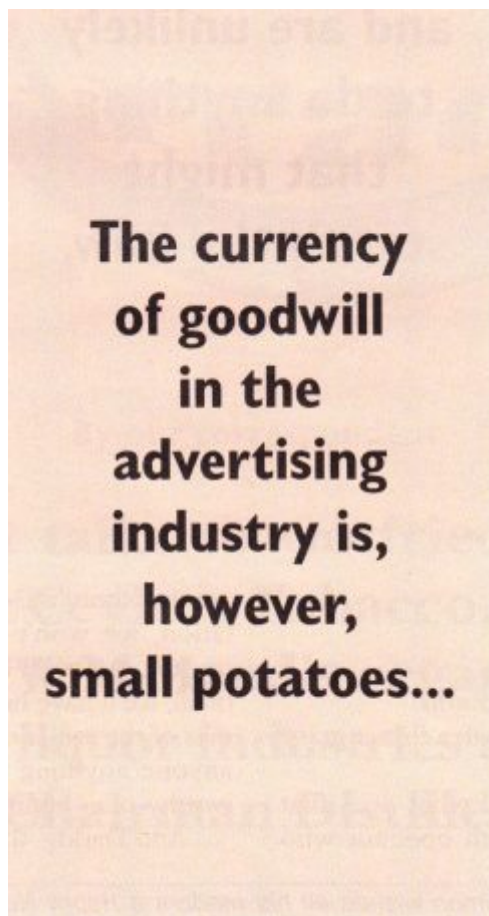 The currency
of goodwill
in the
advertising
industry is,
however,
small potatoes...